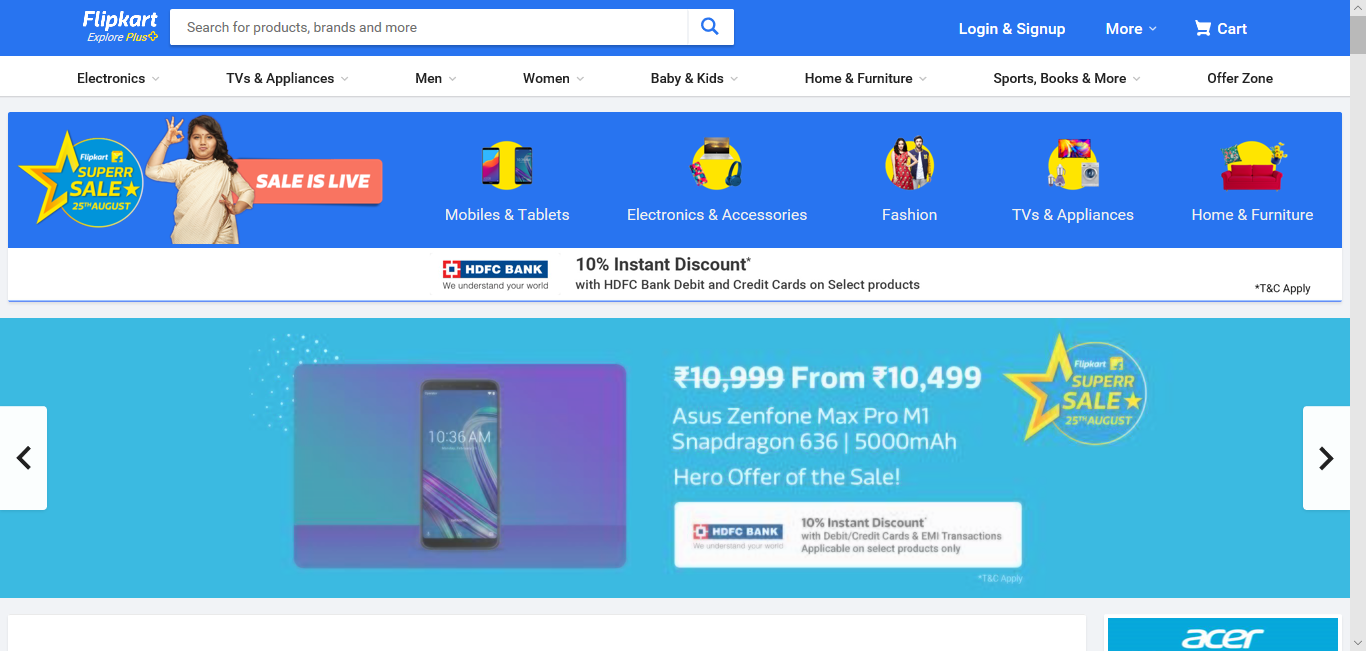 Flipkart
Explore Plus
Search for products, brands and more
Login & Signup
More
Cart
Electronics
TVs & Appliances
Men
Women
Baby & Kids
Home & Furniture
Sports, Books & More
Offer Zone
Flipkart
SUPERR
SALE
25TH AUGUST
SALE IS LIVE
Mobiles & Tablets
Electronics & Accessories
Fashion
TVs & Appliances
Home & Furniture
HDFC BANK
We understand your world
10% Instant Discount*
with HDFC Bank Debit and Credit Cards on Select products
*T&C Apply
10:36 AM
₹10,999 From ₹10,499
Asus Zenfone Max Pro M1
Snapdragon 636 | 5000mAh
Hero Offer of the Sale!
HDFC BANK
We understand your world
10% Instant Discount*
with Debit/Credit Cards & EMI Transactions
Applicable on select products only
*T&C Apply
Flipkart
SUPERR
SALE
25TH AUGUST
acer